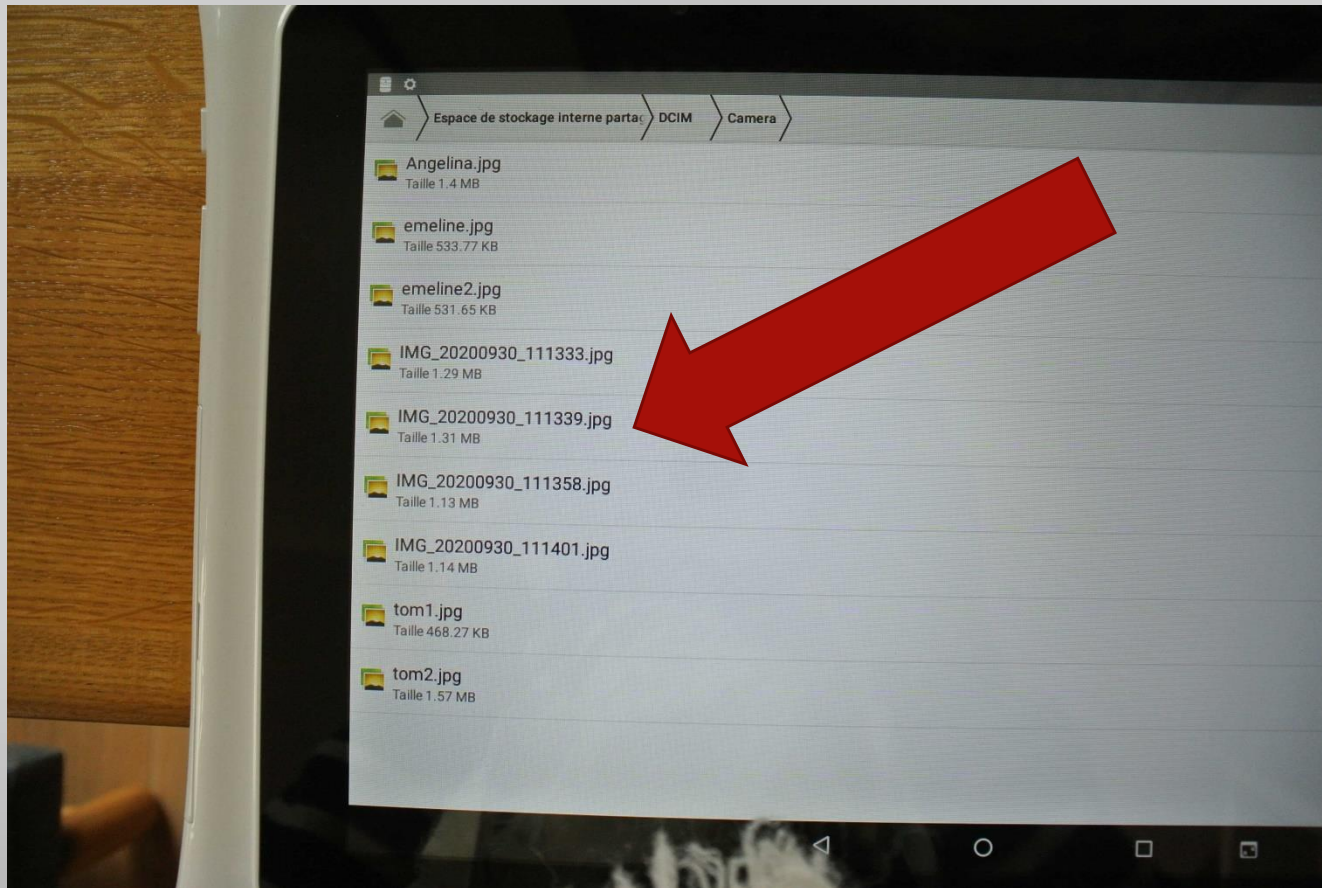 Espace de stockage interne partag DCIM Camera
Angelina.jpg
Taille 1.4 MB
emeline.jpg
Taille 533.77 KB
emeline2.jpg
Taille 531.65 KB
IMG_20200930_111333.jpg
Taille 1.29 MB
IMG_20200930_111339.jpg
Taille 1.31 MB
IMG_20200930_111358.jpg
Taille 1.13 MB
IMG_20200930_111401.jpg
Taille 1.14 MB
tom1.jpg
Taille 468.27 KB
tom2.jpg
Taille 1.57 MB